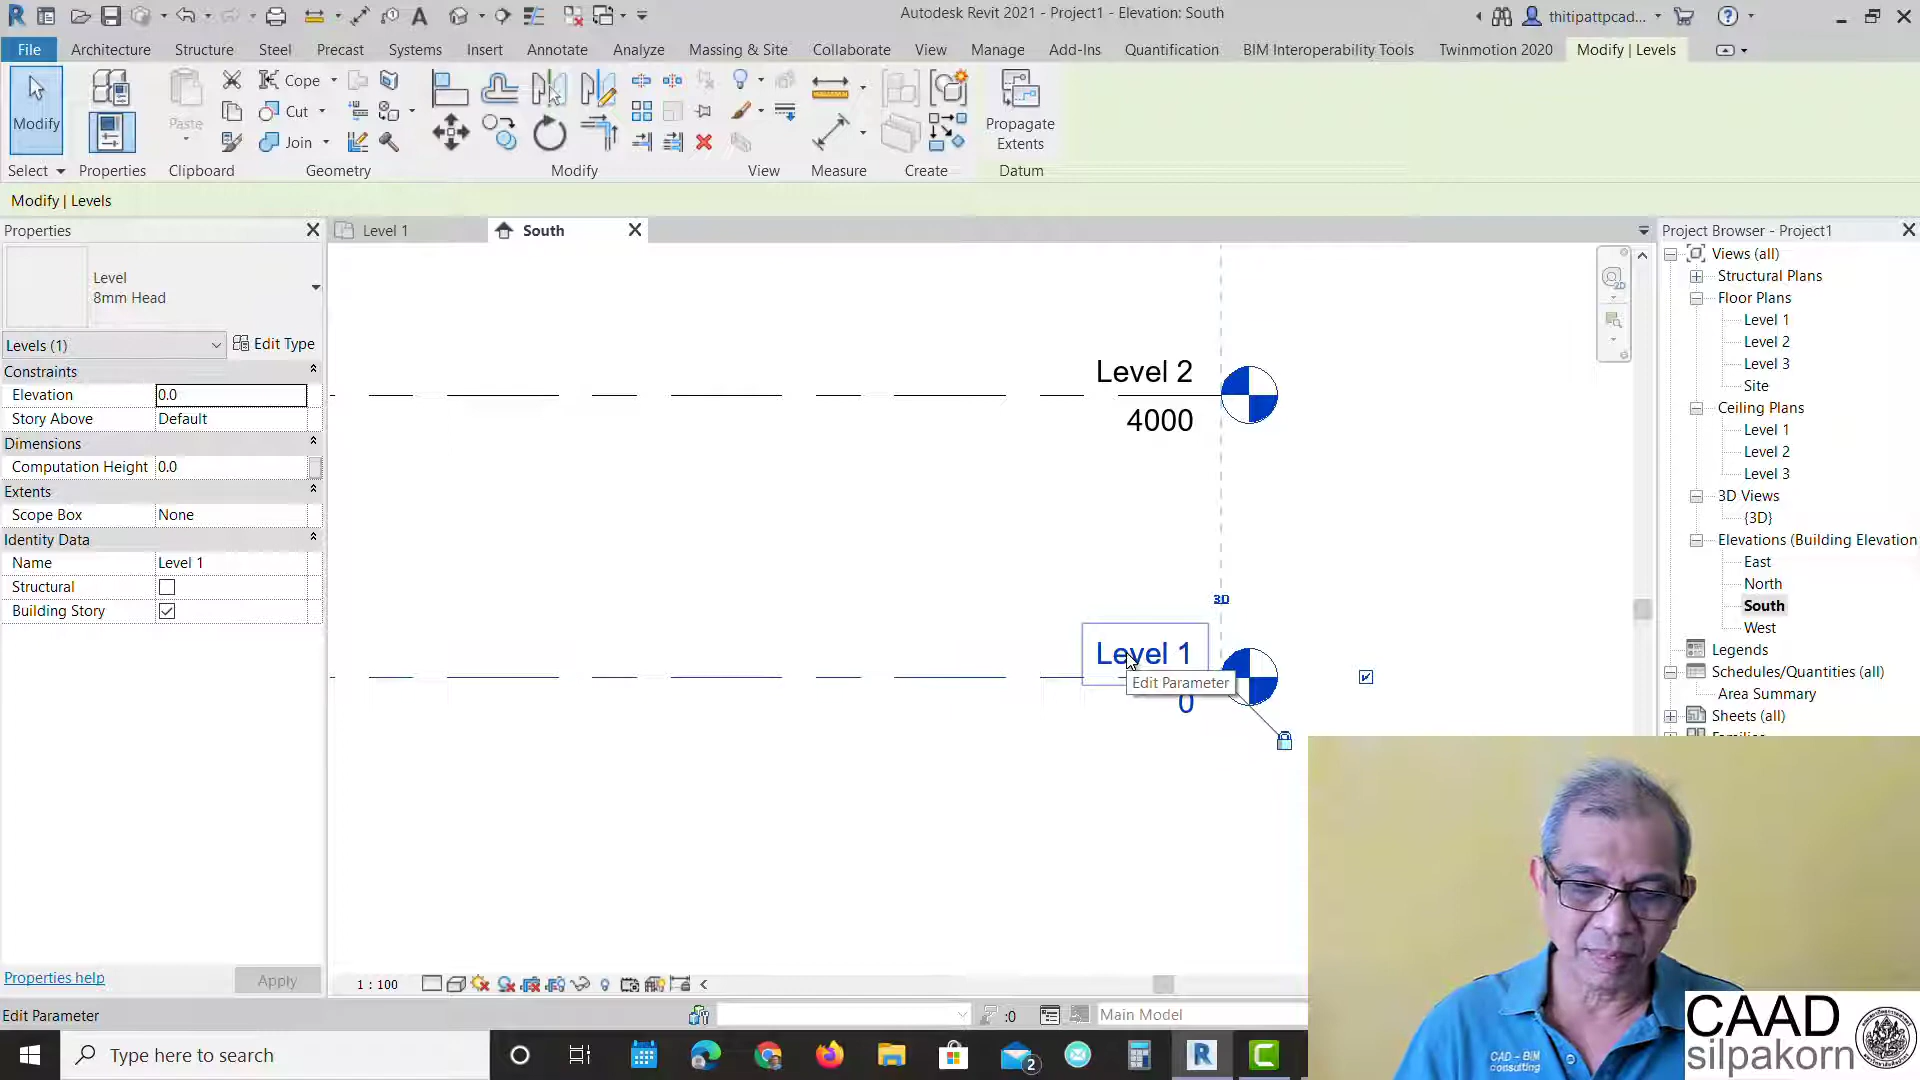 Autodesk Revit 2021 - Project1 - Elevation: South
thitipattpcad...
File Architecture Structure Steel Precast Systems Insert Annotate Analyze Massing & Site Collaborate View Manage Add-Ins Quantification BIM Interoperability Tools Twinmotion 2020 Modify | Levels
Modify
Paste
Cope
Cut
Join
Propagate
Extents
Select Properties Clipboard Geometry Modify View Measure Create Datum
Modify | Levels
Properties
Level
8mm Head
Levels (1)
Edit Type
Constraints
Elevation 0.0
Story Above Default
Dimensions
Computation Height 0.0
Extents
Scope Box None
Identity Data
Name Level 1
Structural
Building Story
Properties help
Apply
Level 1
South
Level 2
4000
3D
Level 1
Edit Parameter
0
Project Browser - Project1
Views (all)
Structural Plans
Floor Plans
Level 1
Level 2
Level 3
Site
Ceiling Plans
Level 1
Level 2
Level 3
3D Views
{3D}
Elevations (Building Elevation
East
North
South
West
Legends
Schedules/Quantities (all)
Area Summary
Sheets (all)
1 : 100
Edit Parameter
:0
Main Model
Type here to search
2
CAD - BIM
consulting
CAAD
silpakorn